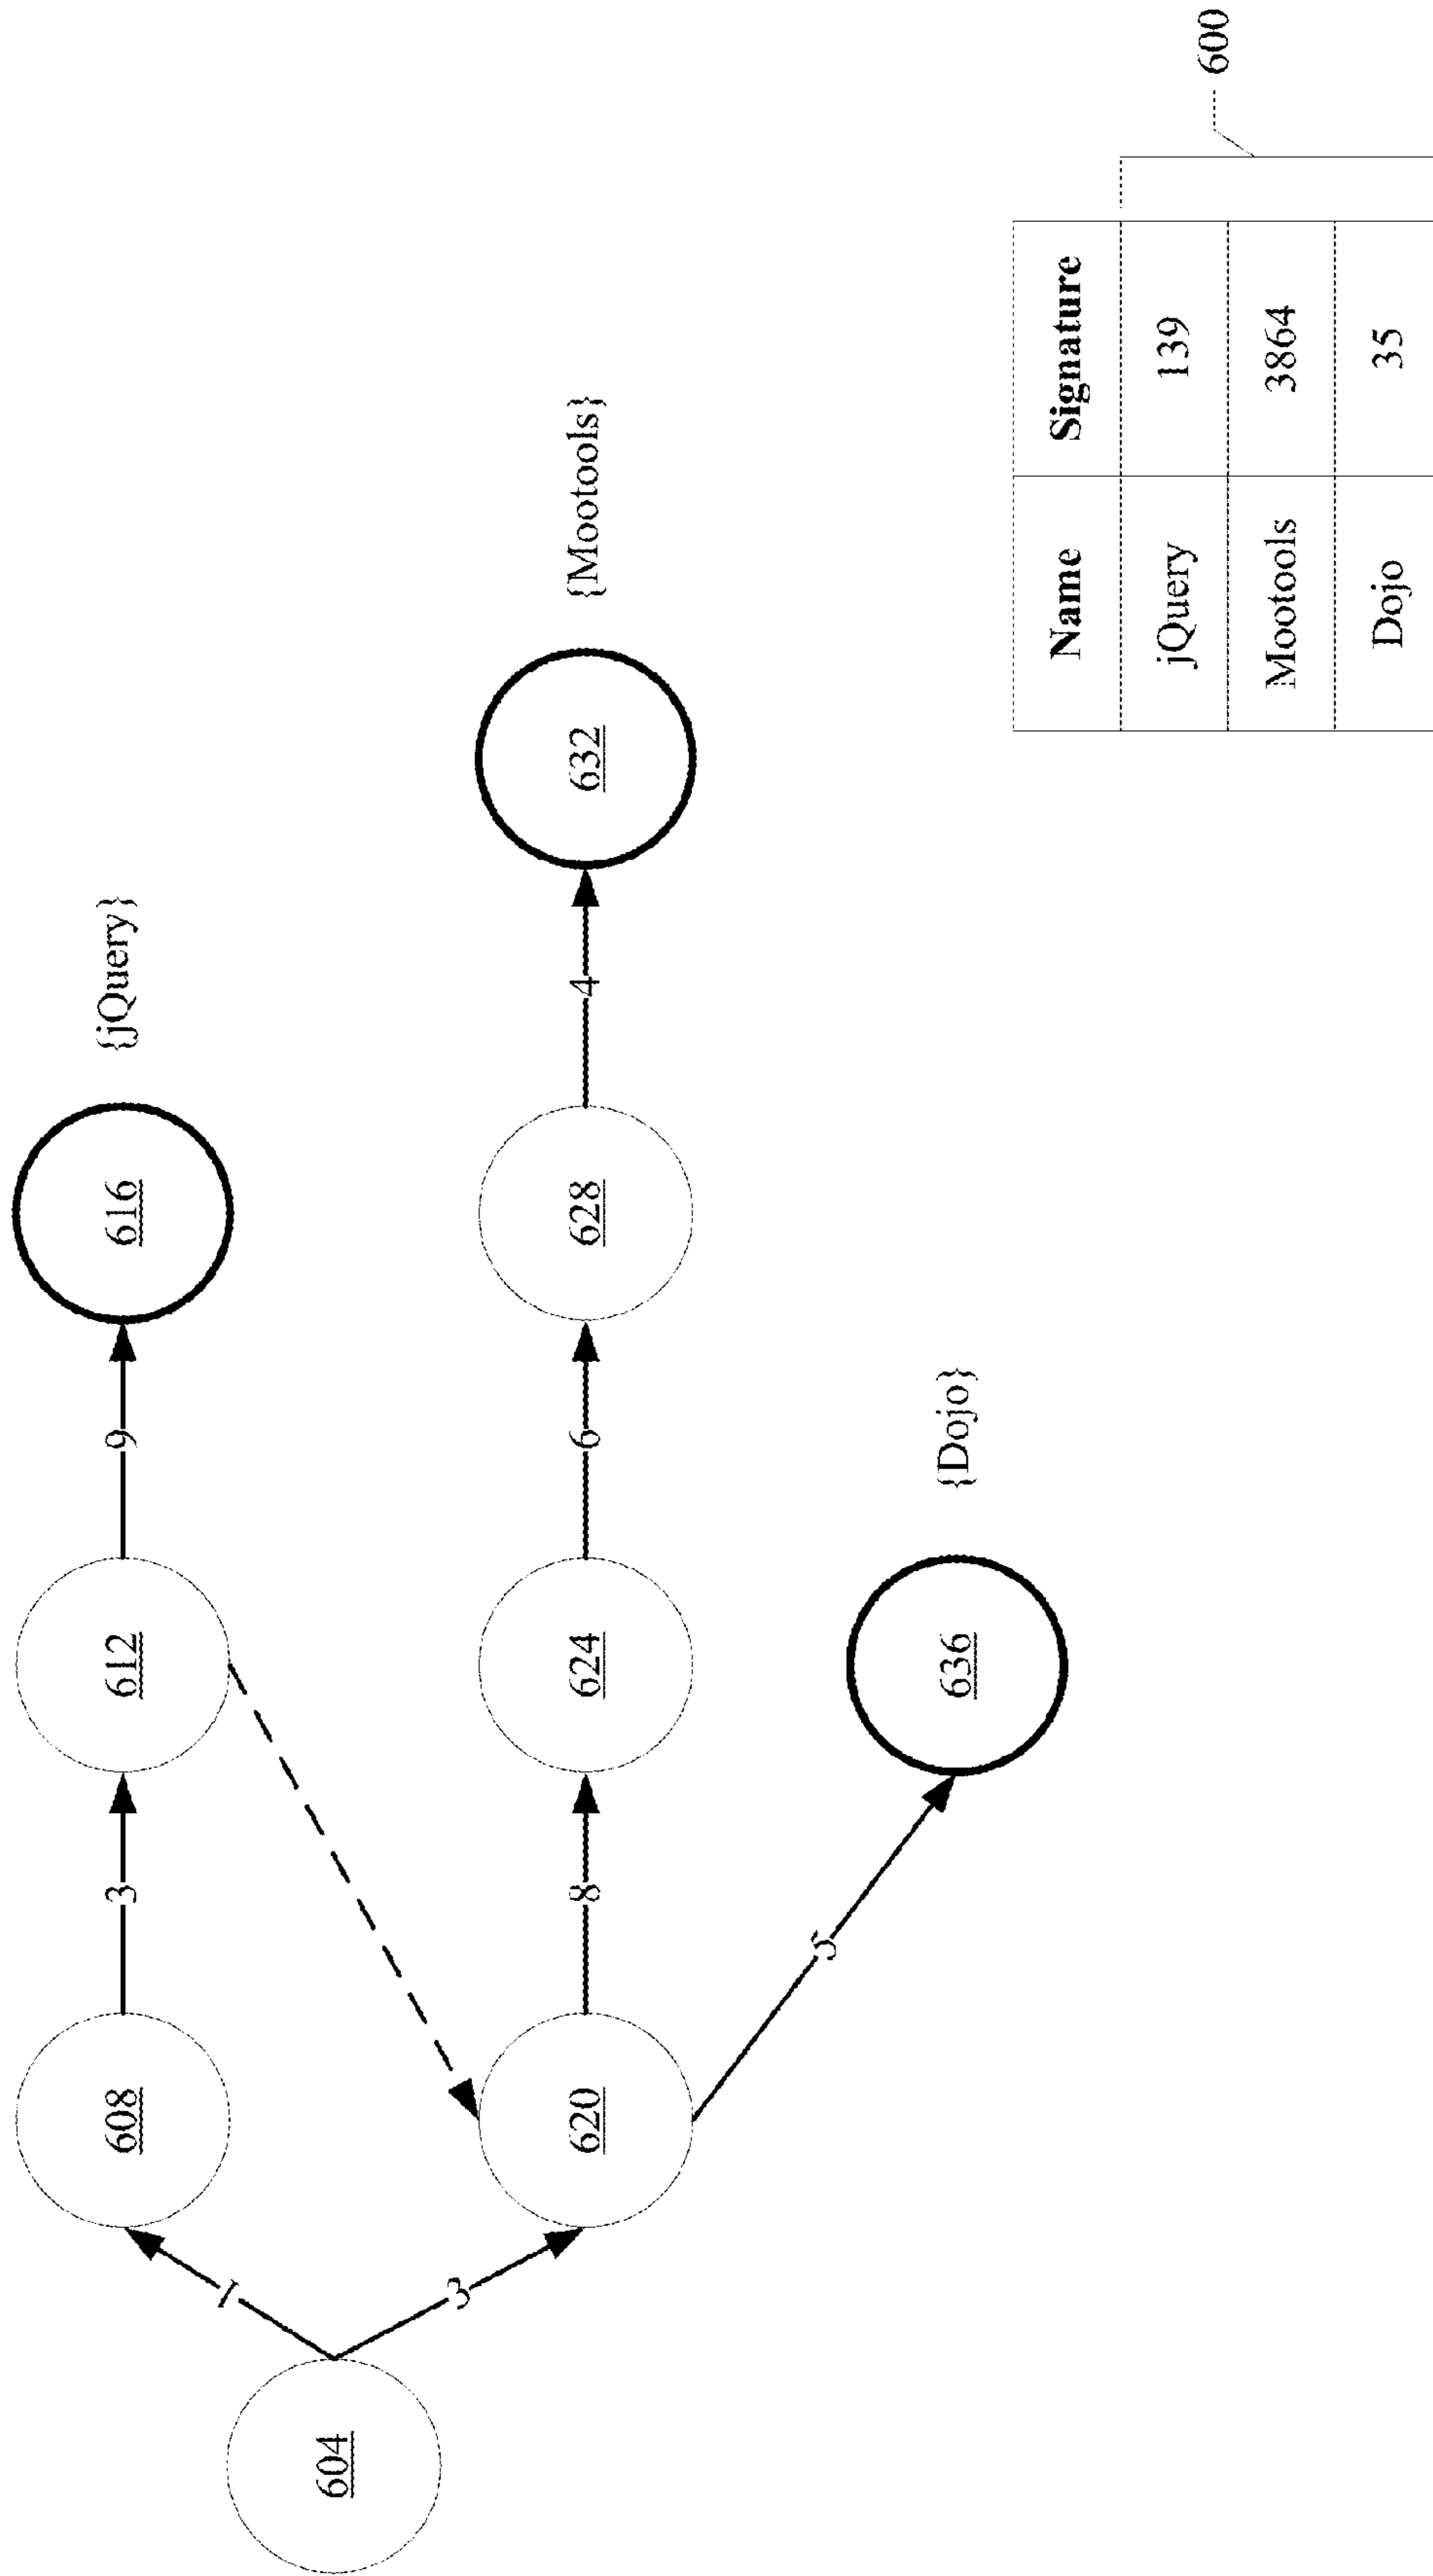 {jQuery}
608
3
612
9
616
1
604
3
{Mootools}
620
8
624
6
628
4
632
5
{Dojo}
636
Name Signature
jQuery 139
Mootools 3864
Dojo 35
600